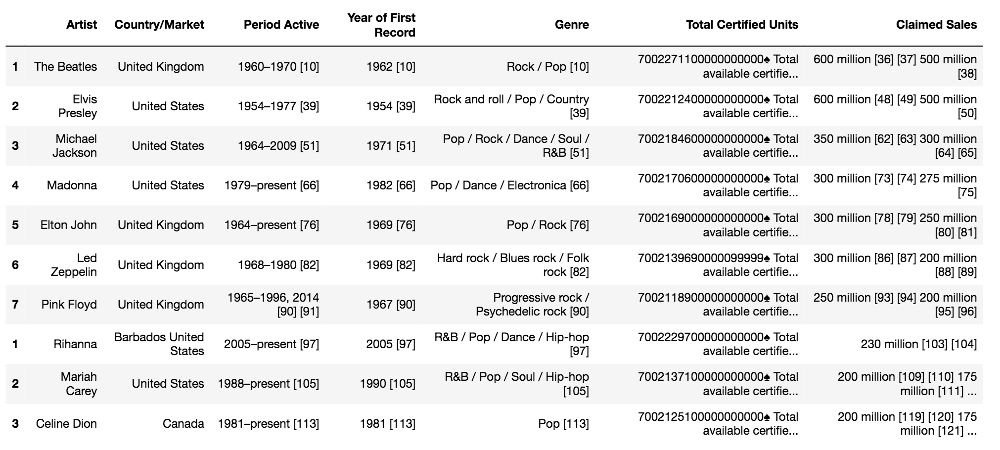 Artist Country/Market Period Active Year of First Record Genre Total Certified Units Claimed Sales
1 The Beatles United Kingdom 1960–1970 [10] 1962 [10] Rock / Pop [10] 7002271100000000000♠ Total available certifie... 600 million [36] [37] 500 million [38]
2 Elvis Presley United States 1954–1977 [39] 1954 [39] Rock and roll / Pop / Country [39] 7002212400000000000♠ Total available certifie... 600 million [48] [49] 500 million [50]
3 Michael Jackson United States 1964–2009 [51] 1971 [51] Pop / Rock / Dance / Soul / R&B [51] 7002184600000000000♠ Total available certifie... 350 million [62] [63] 300 million [64] [65]
4 Madonna United States 1979–present [66] 1982 [66] Pop / Dance / Electronica [66] 7002170600000000000♠ Total available certifie... 300 million [73] [74] 275 million [75]
5 Elton John United Kingdom 1964–present [76] 1969 [76] Pop / Rock [76] 7002169000000000000♠ Total available certifie... 300 million [78] [79] 250 million [80] [81]
6 Led Zeppelin United Kingdom 1968–1980 [82] 1969 [82] Hard rock / Blues rock / Folk rock [82] 7002139690000099999♠ Total available certifie... 300 million [86] [87] 200 million [88] [89]
7 Pink Floyd United Kingdom 1965–1996, 2014 [90] [91] 1967 [90] Progressive rock / Psychedelic rock [90] 7002118900000000000♠ Total available certifie... 250 million [93] [94] 200 million [95] [96]
1 Rihanna Barbados United States 2005–present [97] 2005 [97] R&B / Pop / Dance / Hip-hop [97] 7002229700000000000♠ Total available certifie... 230 million [103] [104]
2 Mariah Carey United States 1988–present [105] 1990 [105] R&B / Pop / Soul / Hip-hop [105] 7002137100000000000♠ Total available certifie... 200 million [109] [110] 175 million [111] ...
3 Celine Dion Canada 1981–present [113] 1981 [113] Pop [113] 7002125100000000000♠ Total available certifie... 200 million [119] [120] 175 million [121] ...